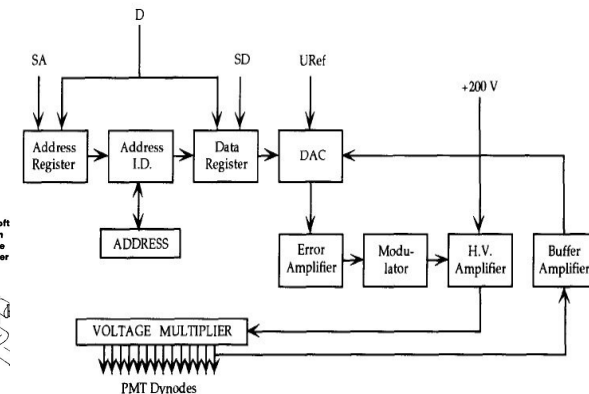 D
SA
SD
URef
+200 V
Address
Register
Address
I.D.
Data
Register
DAC
ADDRESS
Error
Amplifier
Modu-
lator
H.V.
Amplifier
Buffer
Amplifier
VOLTAGE MULTIPLIER
PMT Dynodes